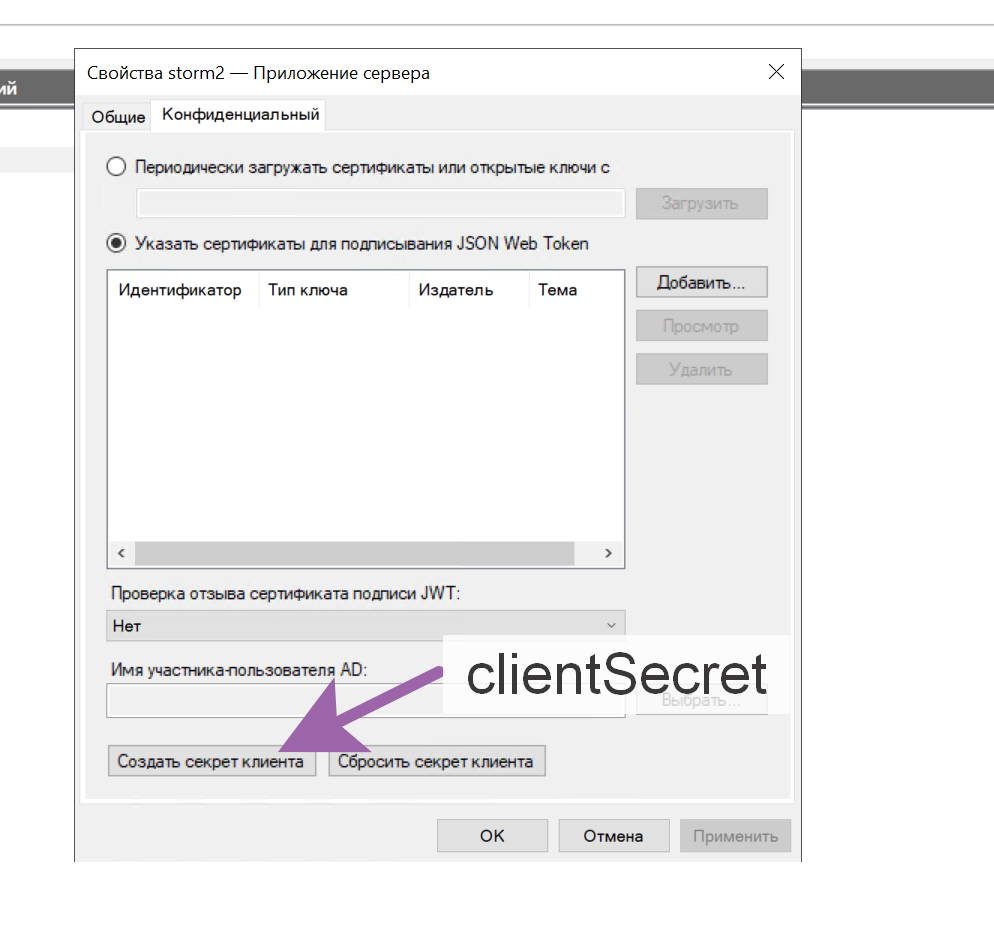 Свойства storm2 — Приложение сервера
ий
Общие
Конфиденциальный
Периодически загружать сертификаты или открытые ключи с
Загрузить
Указать сертификаты для подписывания JSON Web Token
Идентификатор Тип ключа Издатель Тема
Добавить...
Просмотр
Удалить
Проверка отзыва сертификата подписи JWT:
Нет
Имя участника-пользователя AD:
clientSecret
Выбрать...
Создать секрет клиента
Сбросить секрет клиента
ОК
Отмена
Применить